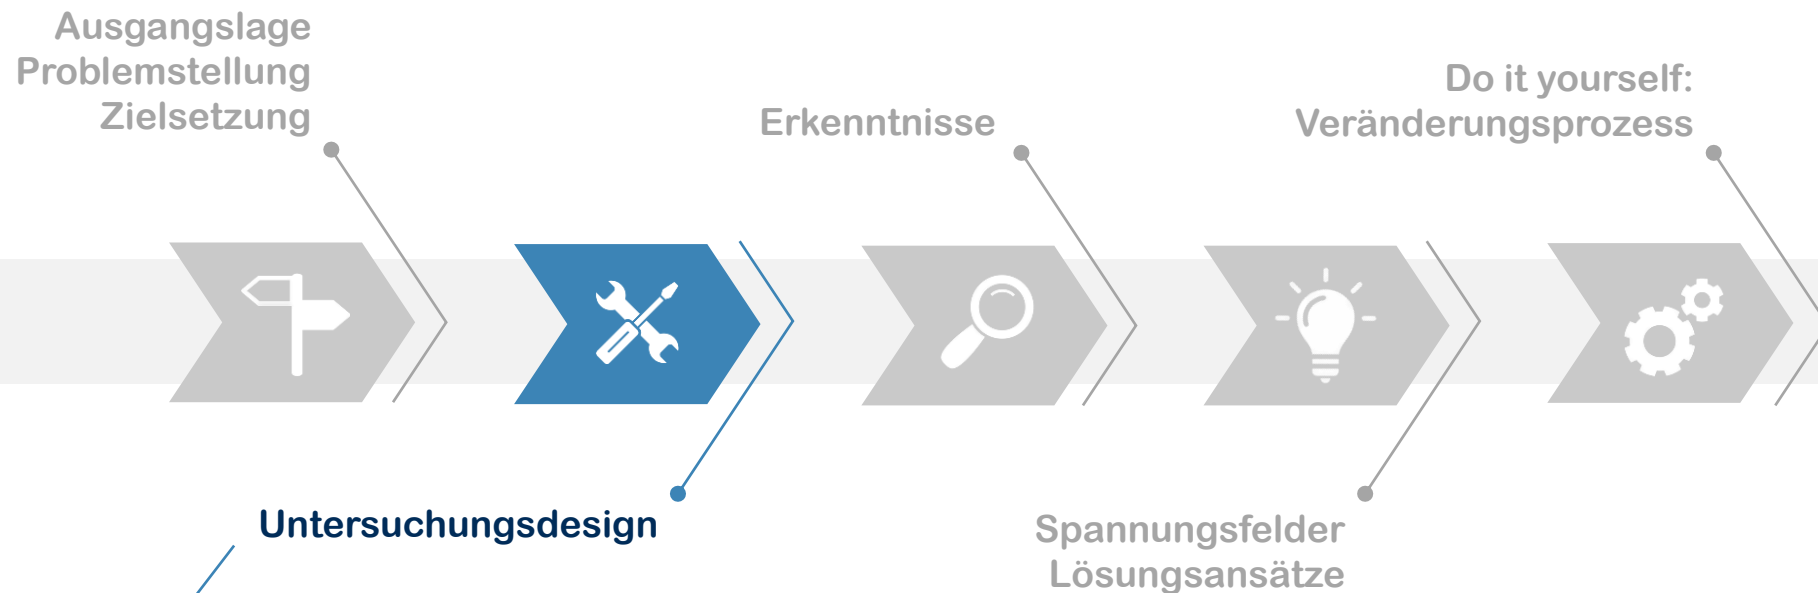 Ausgangslage
Problemstellung
Zielsetzung
Untersuchungsdesign
Erkenntnisse
Spannungsfelder
Lösungsansätze
Do it yourself:
Veränderungsprozess